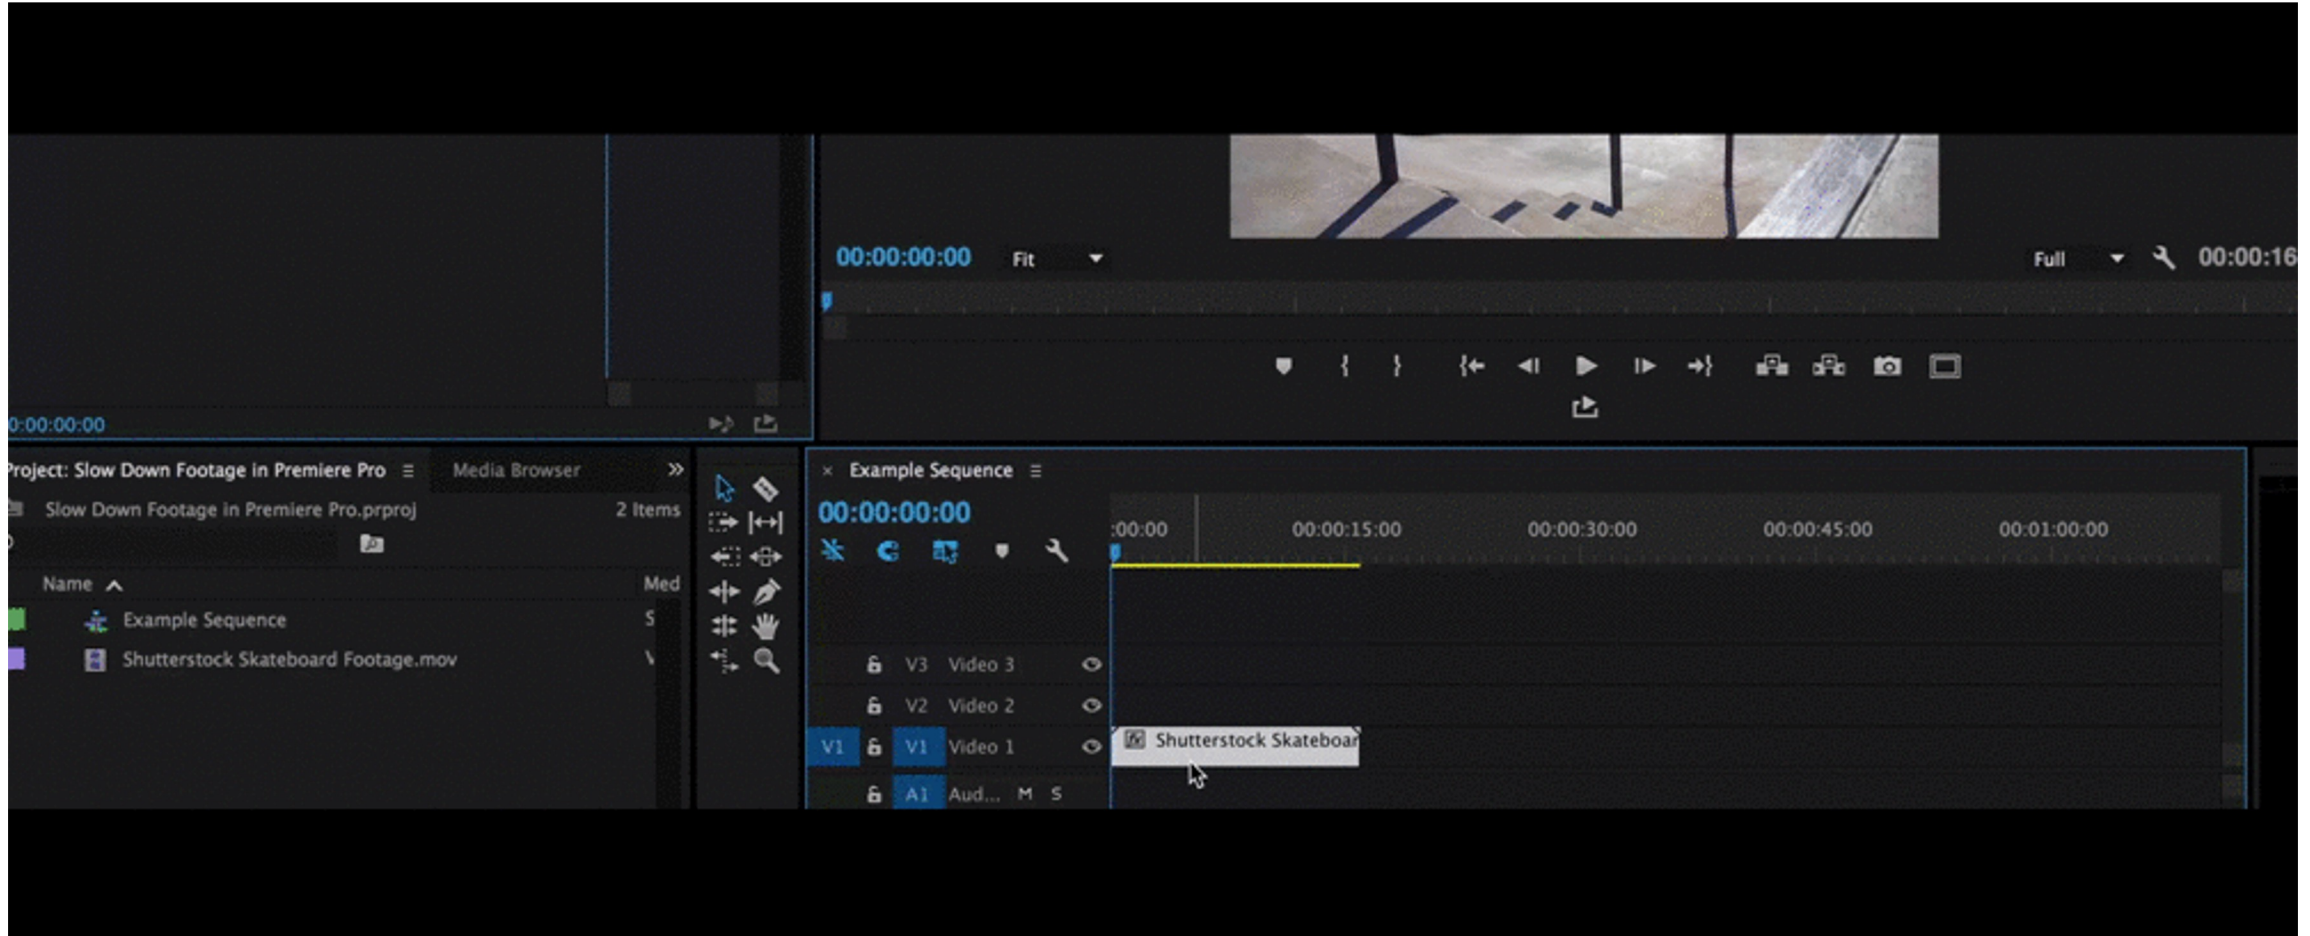 00:00:00:00 Fit Full 00:00:16
0:00:00:00
Project: Slow Down Footage in Premiere Pro Media Browser
Slow Down Footage in Premiere Pro.prproj 2 Items
Name Med
Example Sequence S
Shutterstock Skateboard Footage.mov
Example Sequence
00:00:00:00
:00:00 00:00:15:00 00:00:30:00 00:00:45:00 00:01:00:00
V3 Video 3
V2 Video 2
V1 V1 Video 1 fx Shutterstock Skateboar
A1 Aud... M S